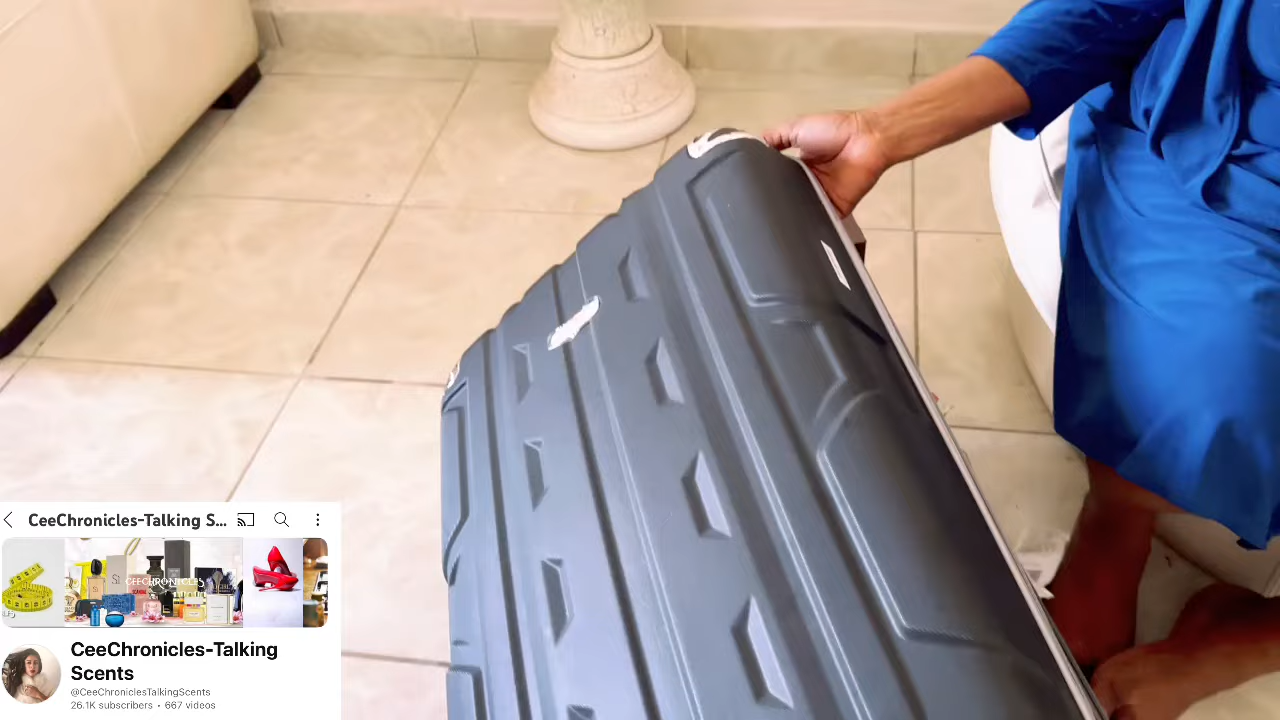 CeeChronicles-Talking S...
CEECHRONICLES
CeeChronicles-Talking
Scents
@CeeChroniclesTalkingScents
26.1K subscribers • 667 videos